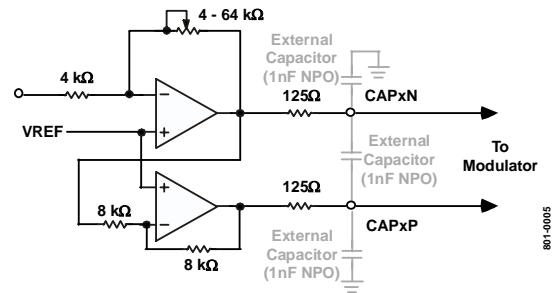 4 - 64 kΩ
External
Capacitor
(1nF NPO)
4 kΩ
125Ω
CAPxN
VREF
External
Capacitor
(1nF NPO)
To
Modulator
125Ω
CAPxP
8 kΩ
8 kΩ
External
Capacitor
(1nF NPO)
801-0005